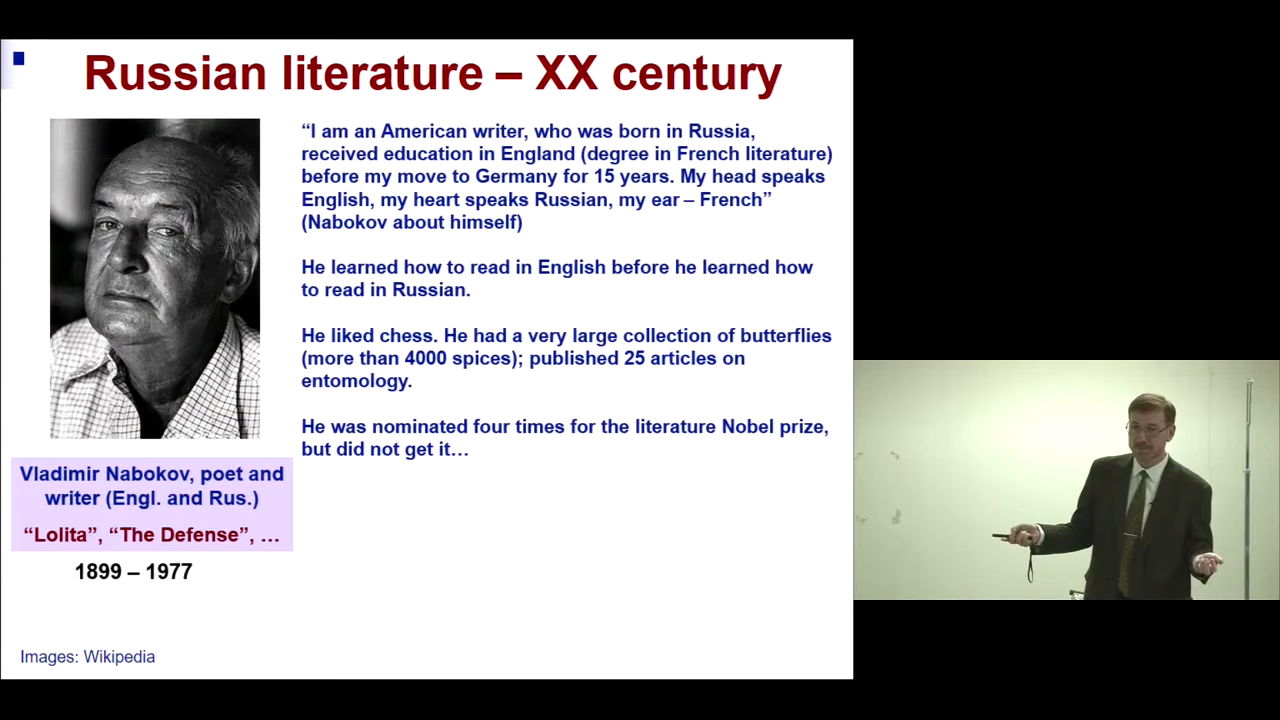 Russian literature – XX century
“I am an American writer, who was born in Russia,
received education in England (degree in French literature)
before my move to Germany for 15 years. My head speaks
English, my heart speaks Russian, my ear – French”
(Nabokov about himself)
He learned how to read in English before he learned how
to read in Russian.
He liked chess. He had a very large collection of butterflies
(more than 4000 spices); published 25 articles on
entomology.
He was nominated four times for the literature Nobel prize,
but did not get it…
Vladimir Nabokov, poet and
writer (Engl. and Rus.)
“Lolita”, “The Defense”, …
1899 – 1977
Images: Wikipedia